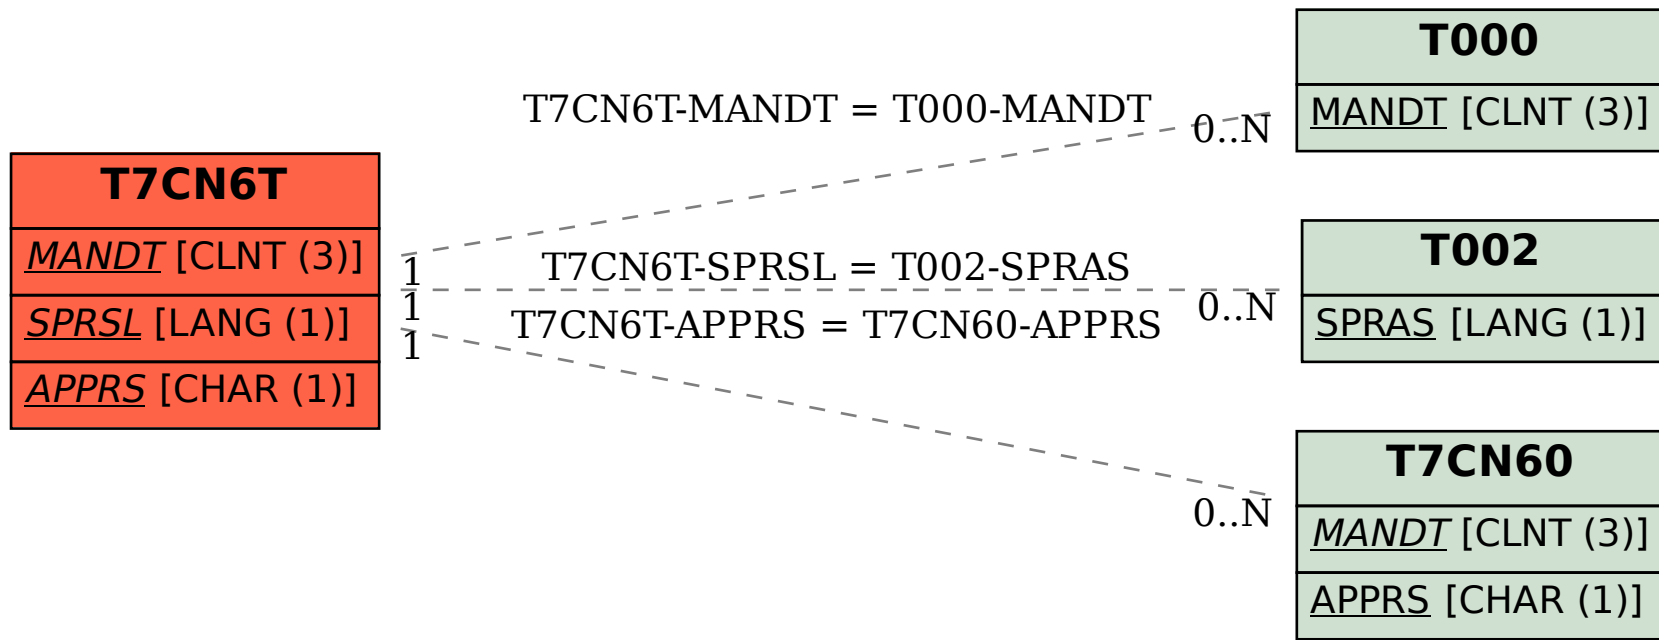 T7CN6T
MANDT [CLNT (3)]
SPRSL [LANG (1)]
APPRS [CHAR (1)]
T7CN6T-MANDT = T000-MANDT
1
0..N
T7CN6T-SPRSL = T002-SPRAS
1
0..N
T7CN6T-APPRS = T7CN60-APPRS
1
0..N
T000
MANDT [CLNT (3)]
T002
SPRAS [LANG (1)]
T7CN60
MANDT [CLNT (3)]
APPRS [CHAR (1)]